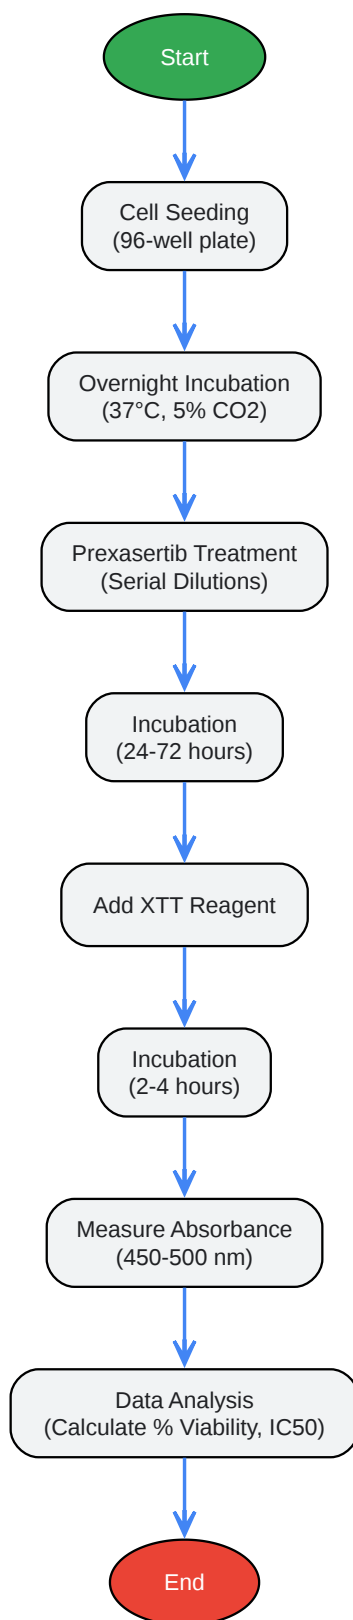 Start
Cell Seeding
(96-well plate)
Overnight Incubation
(37°C, 5% CO2)
Prexasertib Treatment
(Serial Dilutions)
Incubation
(24-72 hours)
Add XTT Reagent
Incubation
(2-4 hours)
Measure Absorbance
(450-500 nm)
Data Analysis
(Calculate % Viability, IC50)
End